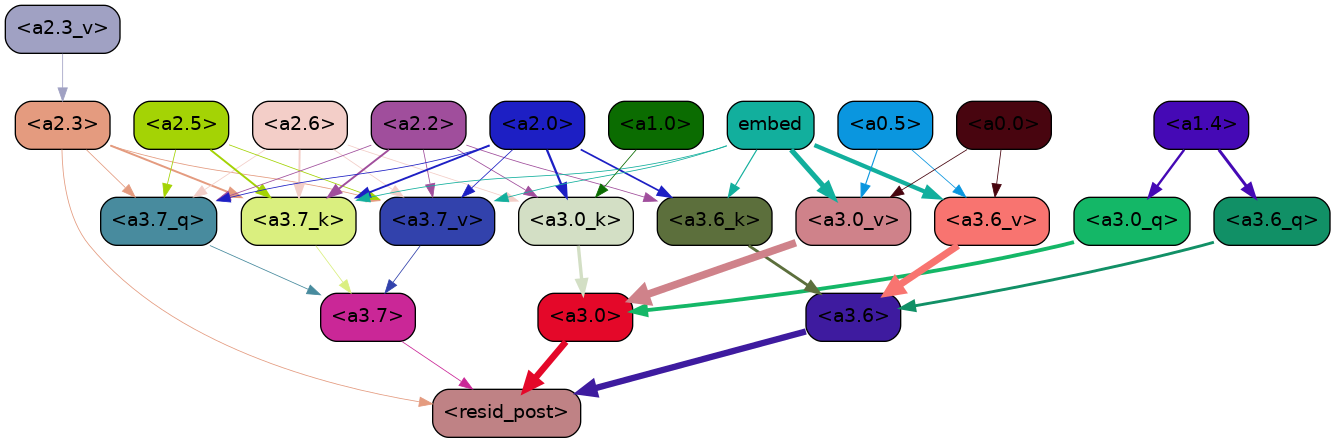 <a2.3_v>
<a2.3> <a2.5> <a2.6> <a2.2> <a2.0> <a1.0> embed <a0.5> <a0.0> <a1.4>
<a3.7_q> <a3.7_k> <a3.7_v> <a3.0_k> <a3.6_k> <a3.0_v> <a3.6_v> <a3.0_q> <a3.6_q>
<a3.7> <a3.0> <a3.6>
<resid_post>